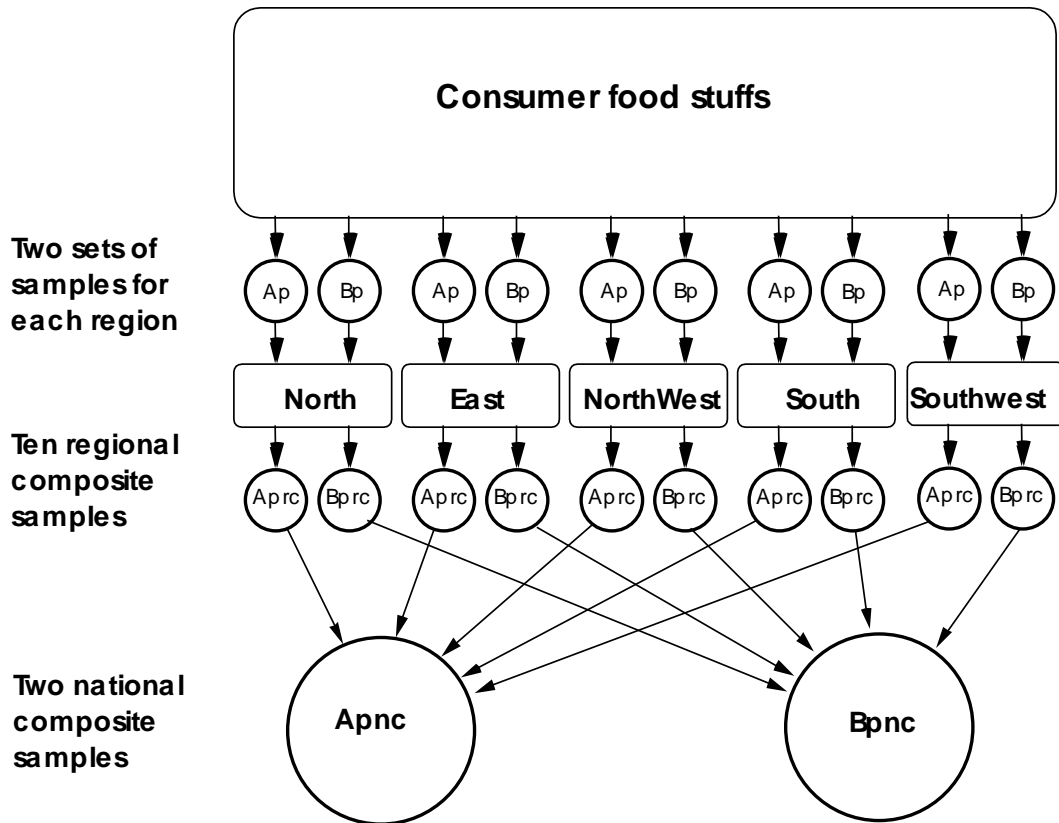 Consumer food stuffs
Two sets of
samples for
each region
Ap Bp Ap Bp Ap Bp Ap Bp Ap Bp
North East NorthWest South Southwest
Ten regional
composite
samples
Aprc Bprc Aprc Bprc Aprc Bprc Aprc Bprc Aprc Bprc
Two national
composite
samples
Apnc Bpnc